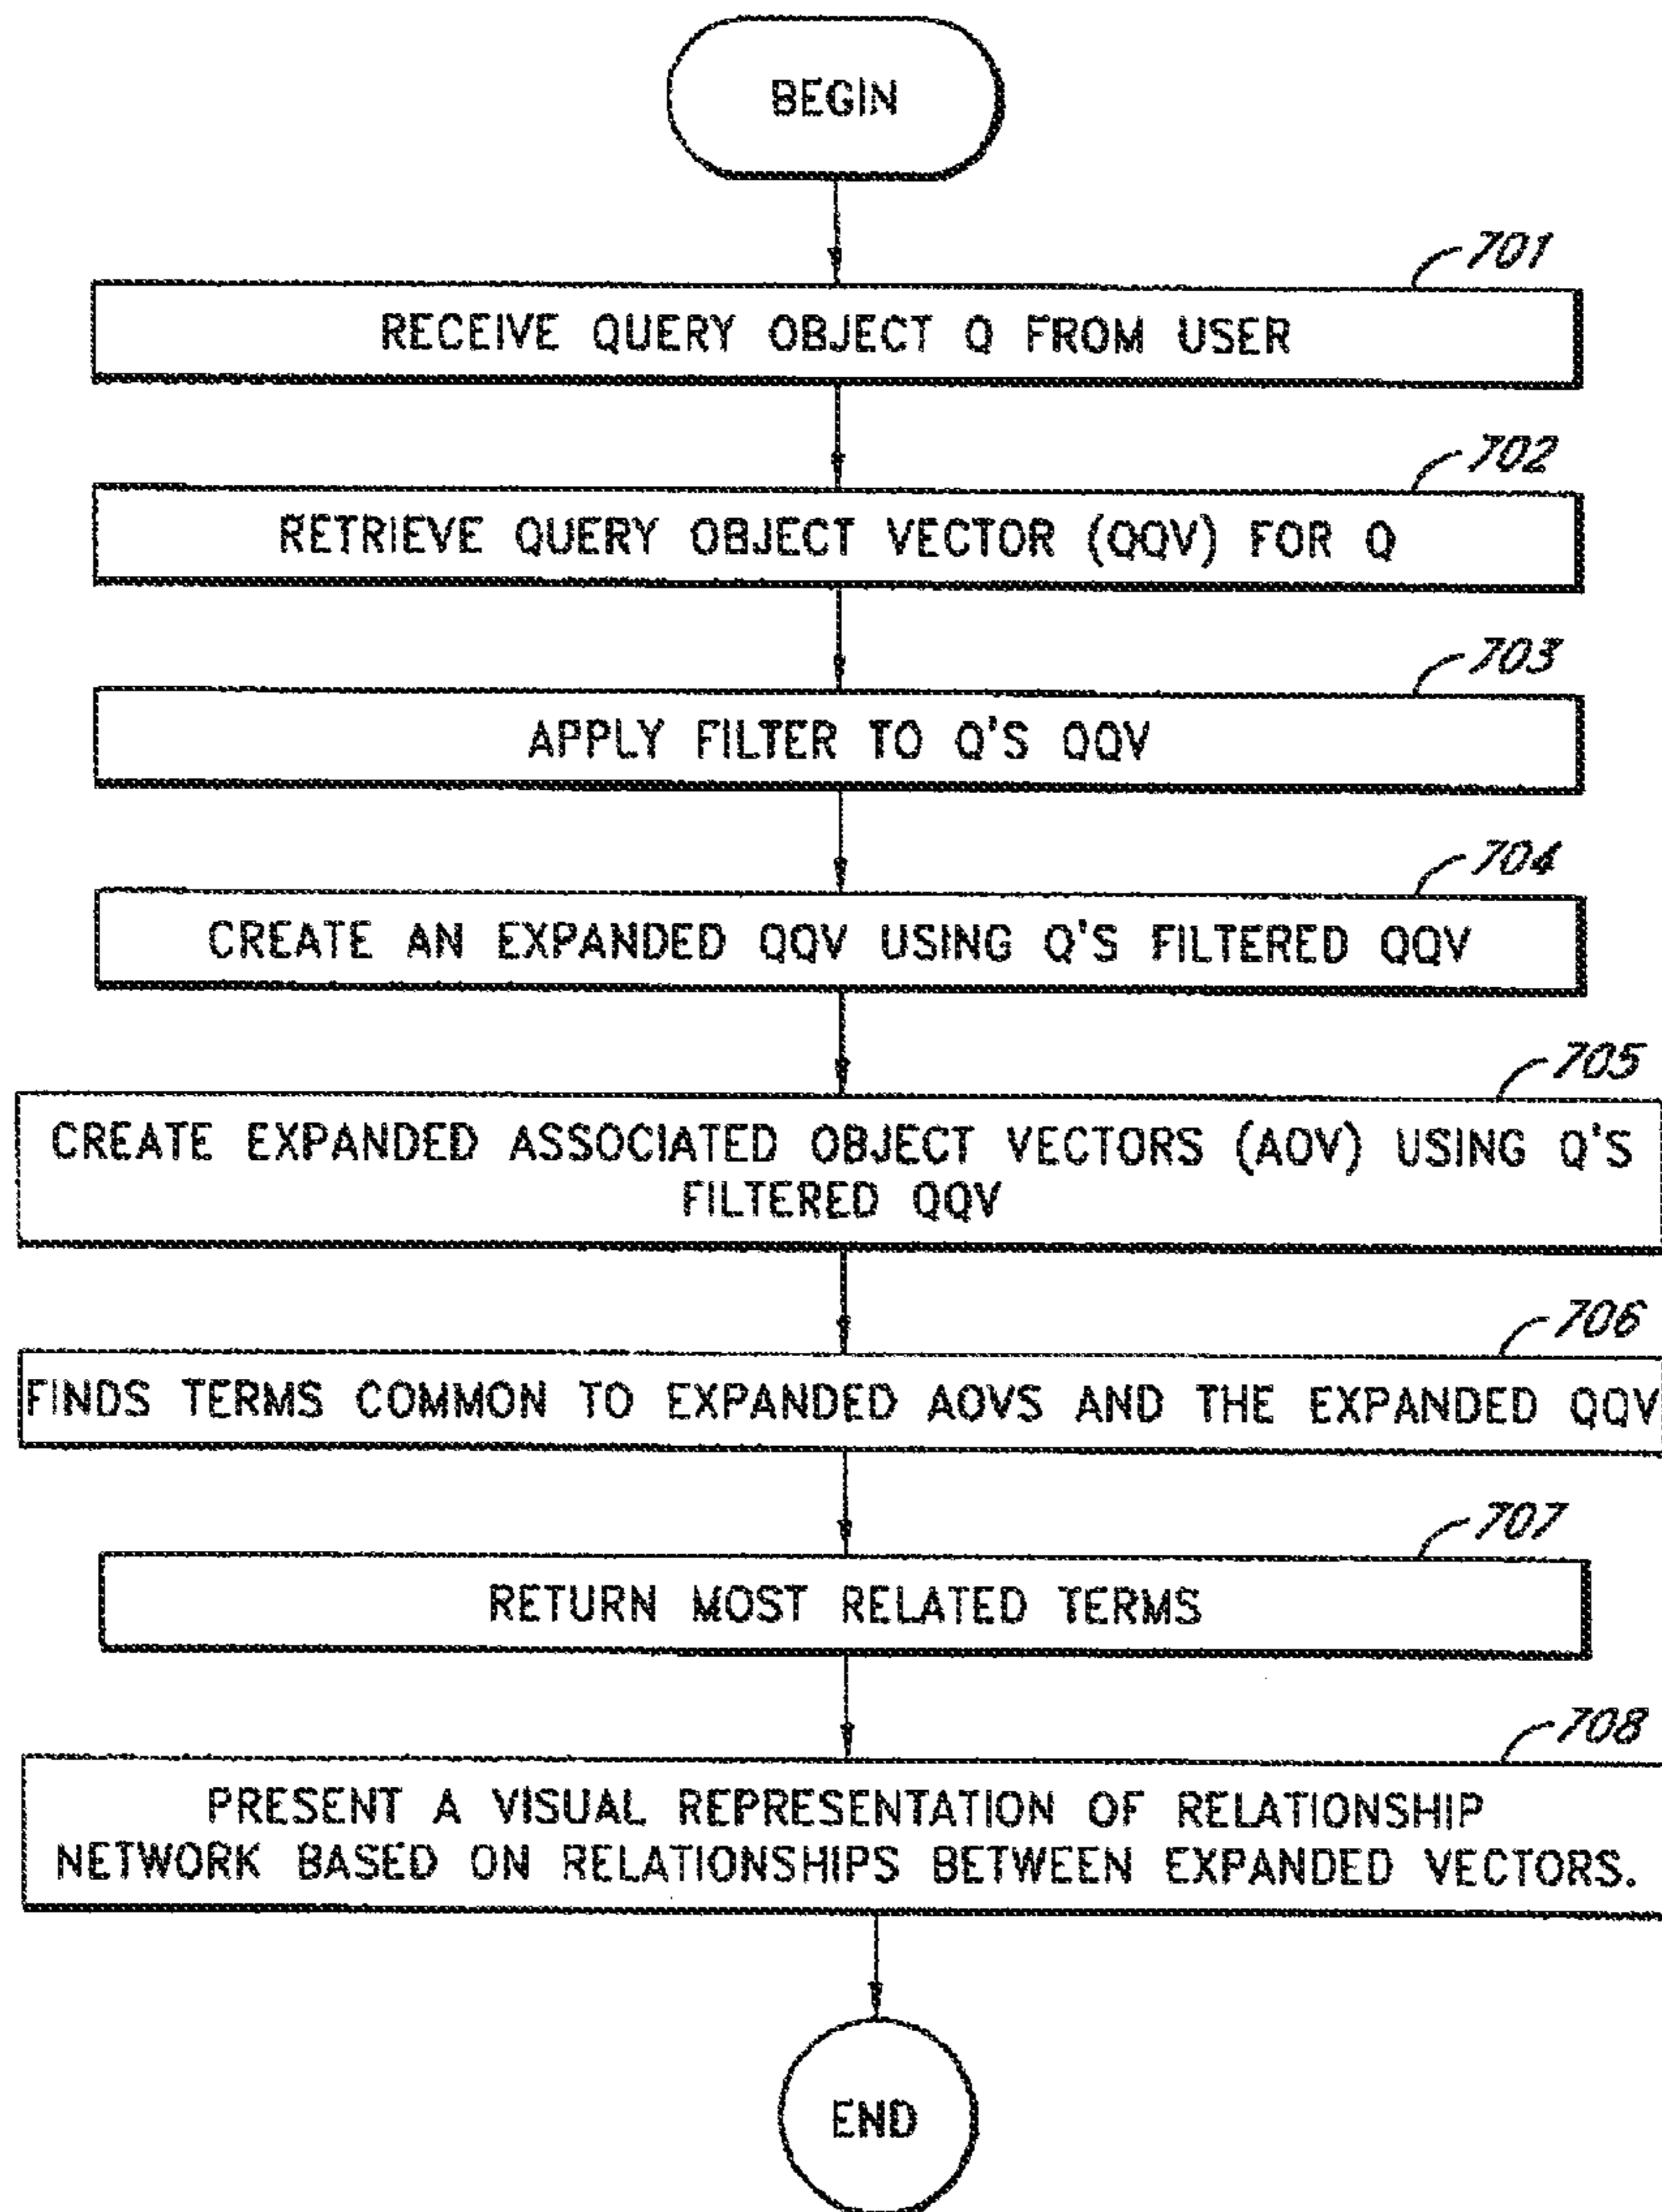 BEGIN
701
RECEIVE QUERY OBJECT Q FROM USER
702
RETRIEVE QUERY OBJECT VECTOR (QQV) FOR Q
703
APPLY FILTER TO Q'S QQV
704
CREATE AN EXPANDED QQV USING Q'S FILTERED QQV
705
CREATE EXPANDED ASSOCIATED OBJECT VECTORS (AOV) USING Q'S
FILTERED QQV
706
FINDS TERMS COMMON TO EXPANDED AOVS AND THE EXPANDED QQV
707
RETURN MOST RELATED TERMS
708
PRESENT A VISUAL REPRESENTATION OF RELATIONSHIP
NETWORK BASED ON RELATIONSHIPS BETWEEN EXPANDED VECTORS.
END